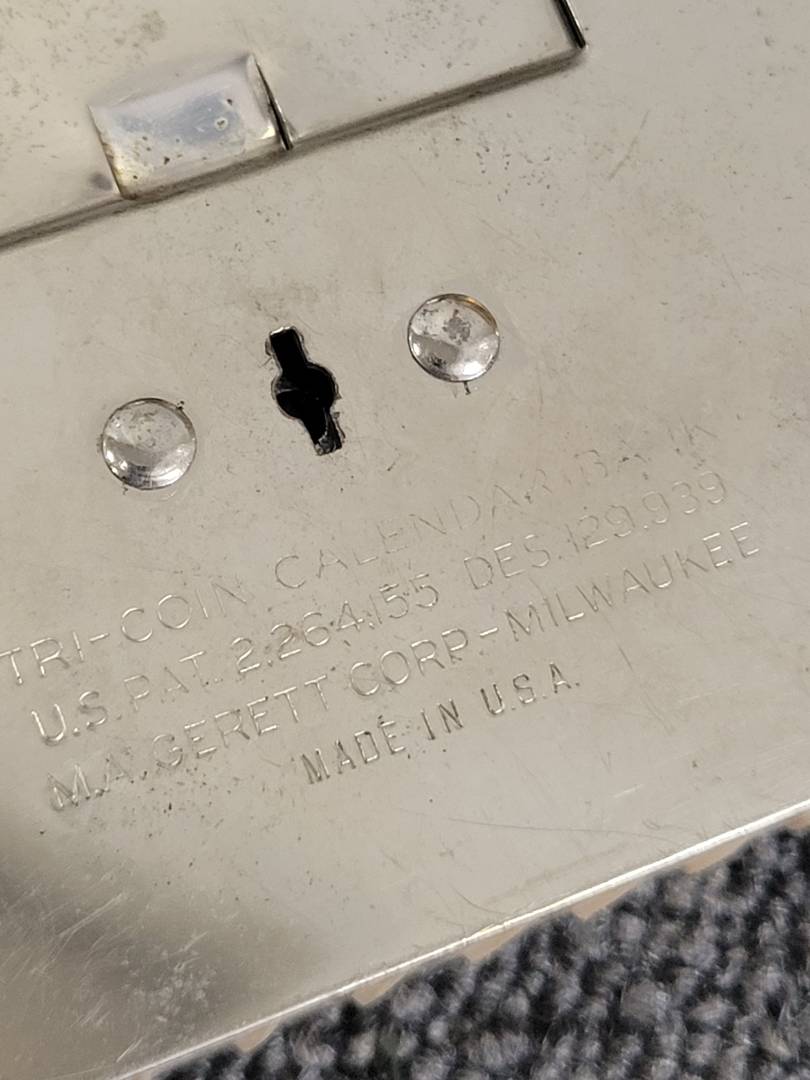 TRI-COIN CALENDAR BANK
U.S. PAT. 2.264.155 DES. 129.939
M.A. GERETT CORP.-MILWAUKEE
MADE IN U.S.A.